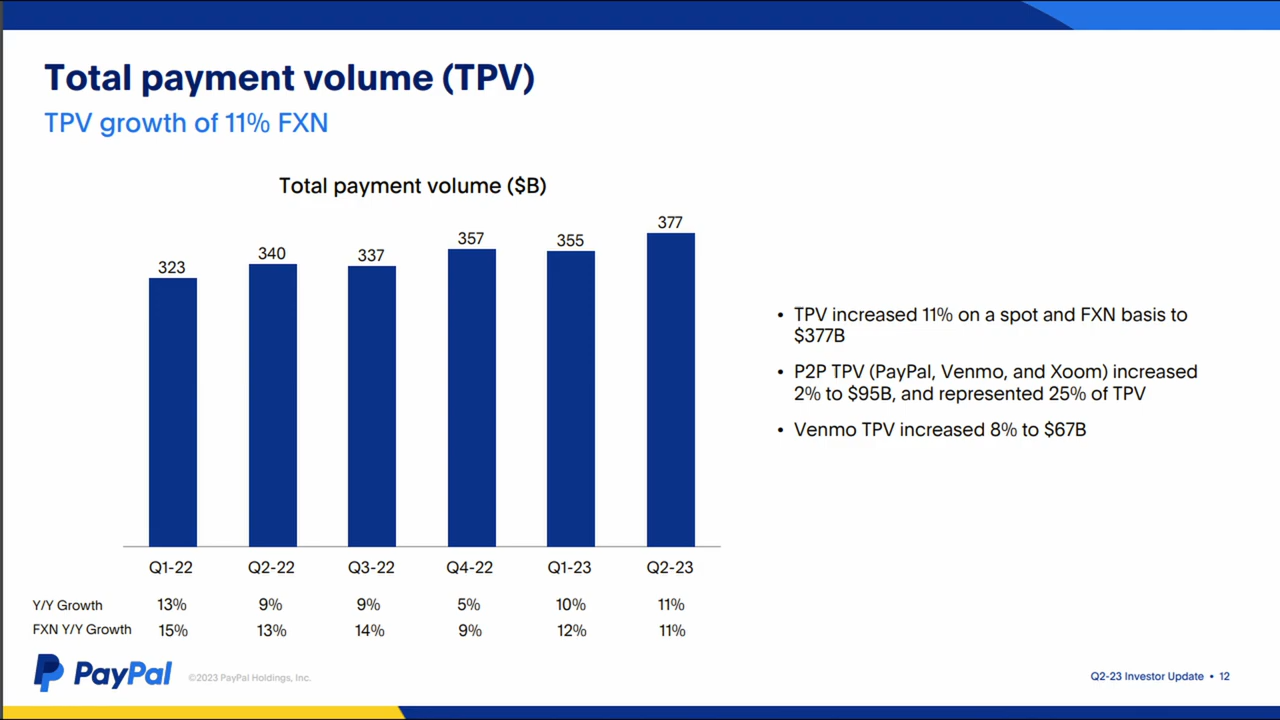 Total payment volume (TPV)
TPV growth of 11% FXN
Total payment volume ($B)
323 340 337 357 355 377
Q1-22 Q2-22 Q3-22 Q4-22 Q1-23 Q2-23
Y/Y Growth 13% 9% 9% 5% 10% 11%
FXN Y/Y Growth 15% 13% 14% 9% 12% 11%
• TPV increased 11% on a spot and FXN basis to
$377B
• P2P TPV (PayPal, Venmo, and Xoom) increased
2% to $95B, and represented 25% of TPV
• Venmo TPV increased 8% to $67B
PayPal ©2023 PayPal Holdings, Inc.
Q2-23 Investor Update • 12